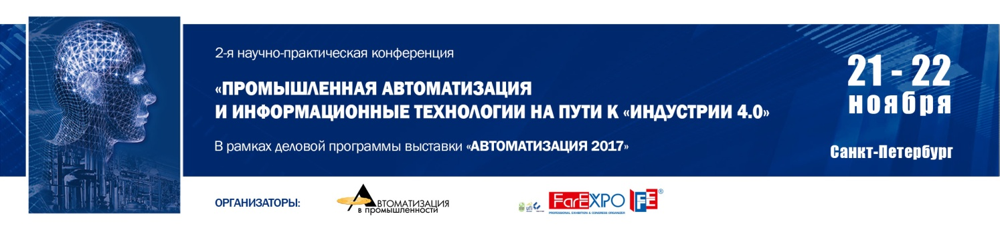 2-я научно-практическая конференция
«ПРОМЫШЛЕННАЯ АВТОМАТИЗАЦИЯ
И ИНФОРМАЦИОННЫЕ ТЕХНОЛОГИИ НА ПУТИ К «ИНДУСТРИИ 4.0»
В рамках деловой программы выставки «АВТОМАТИЗАЦИЯ 2017»
21 - 22
ноября
Санкт-Петербург
ОРГАНИЗАТОРЫ:
АВТОМАТИЗАЦИЯ
В ПРОМЫШЛЕННОСТИ
ufi
FarEXPO
PROFESSIONAL EXHIBITION & CONGRESS ORGANIZER
IFE®